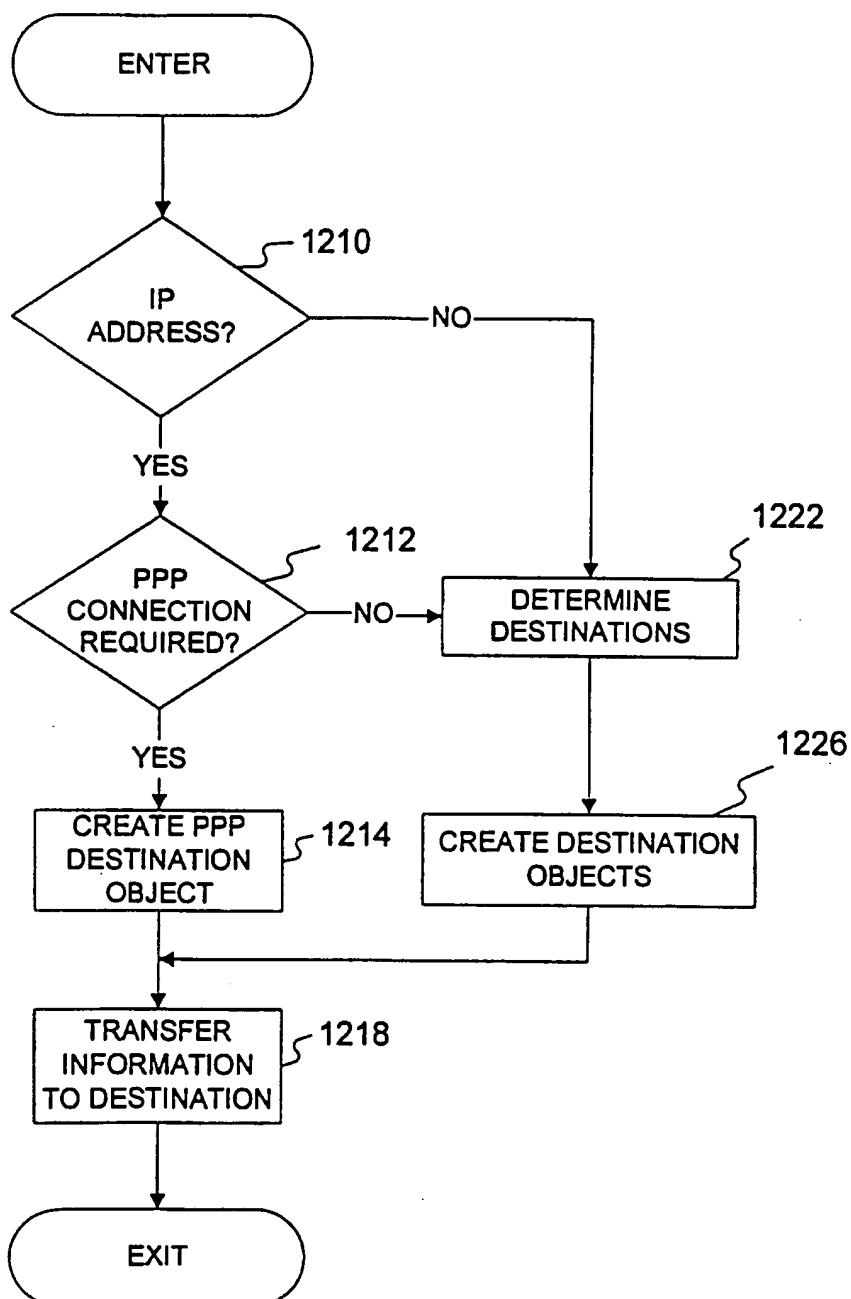 ENTER
1210
IP
ADDRESS?
NO
YES
1212
PPP
CONNECTION
REQUIRED?
NO
1222
DETERMINE
DESTINATIONS
YES
1226
CREATE PPP
DESTINATION
OBJECT
1214
CREATE DESTINATION
OBJECTS
TRANSFER
INFORMATION
TO DESTINATION
1218
EXIT